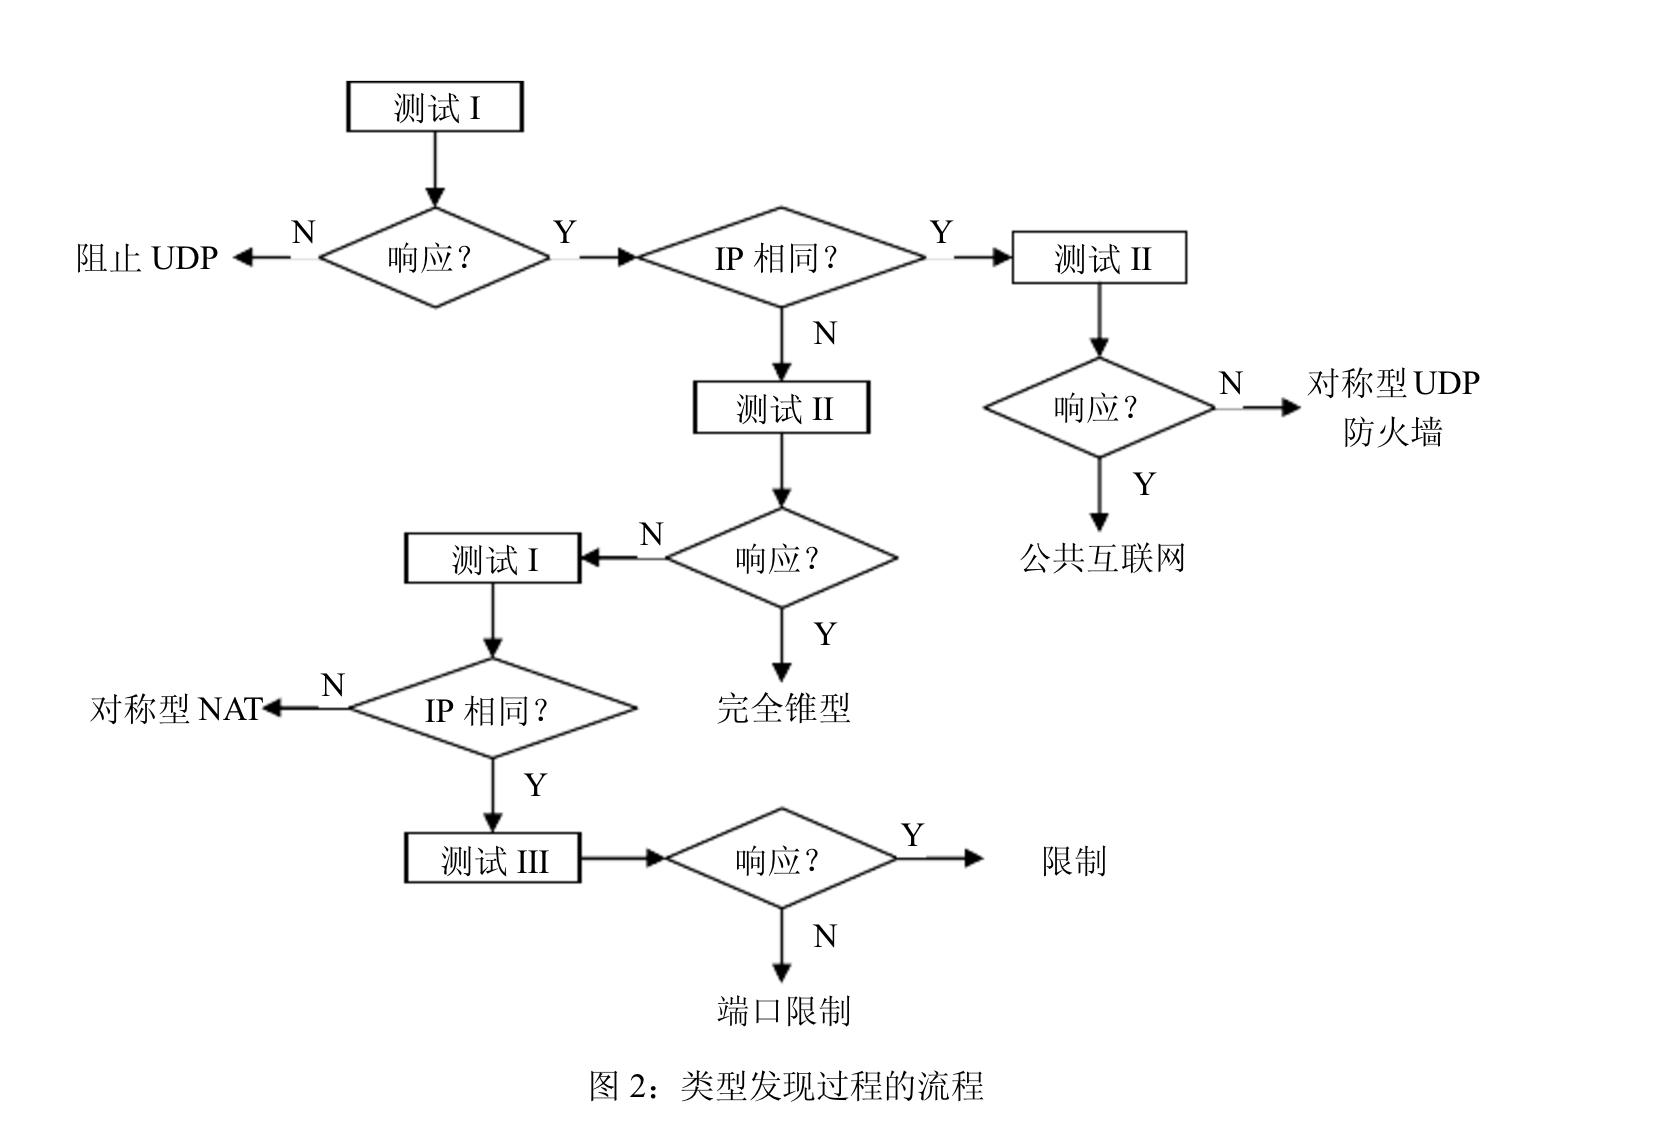 测试 I
N
Y
Y
阻止 UDP
响应？
IP 相同？
测试 II
N
测试 II
响应？
N
对称型 UDP
防火墙
Y
N
测试 I
响应？
公共互联网
Y
N
对称型 NAT
IP 相同？
完全锥型
Y
测试 III
响应？
Y
限制
N
端口限制
图 2：类型发现过程的流程